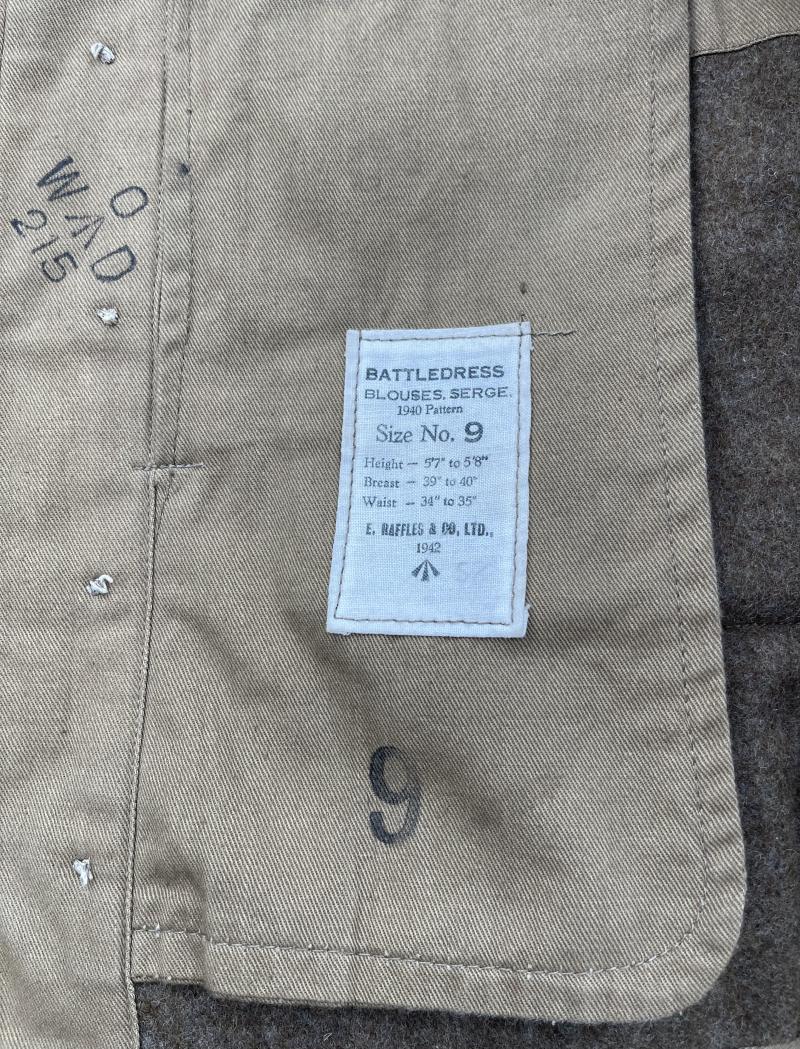 W O
D
215
BATTLEDRESS
BLOUSES. SERGE.
1940 Pattern
Size No. 9
Height — 5'7" to 5'8"
Breast — 39" to 40"
Waist — 34" to 35"
E. RAFFLES & CO, LTD.,
1942
9